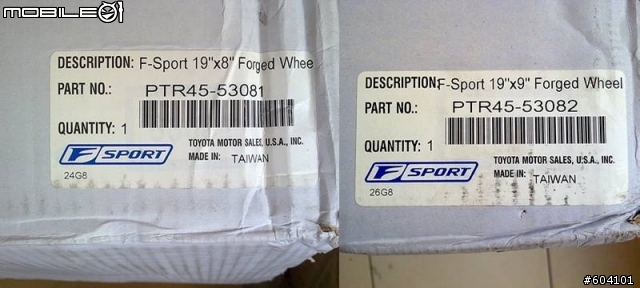 MOBILE01
DESCRIPTION: F-Sport 19"x8" Forged Whee
PART NO.: PTR45-53081
QUANTITY: 1
F SPORT
TOYOTA MOTOR SALES, U.S.A., INC.
MADE IN: TAIWAN
24G8
DESCRIPTION: F-Sport 19"x9" Forged Wheel
PART NO.: PTR45-53082
QUANTITY: 1
F SPORT
TOYOTA MOTOR SALES, U.S.A., INC.
MADE IN: TAIWAN
26G8
#604101